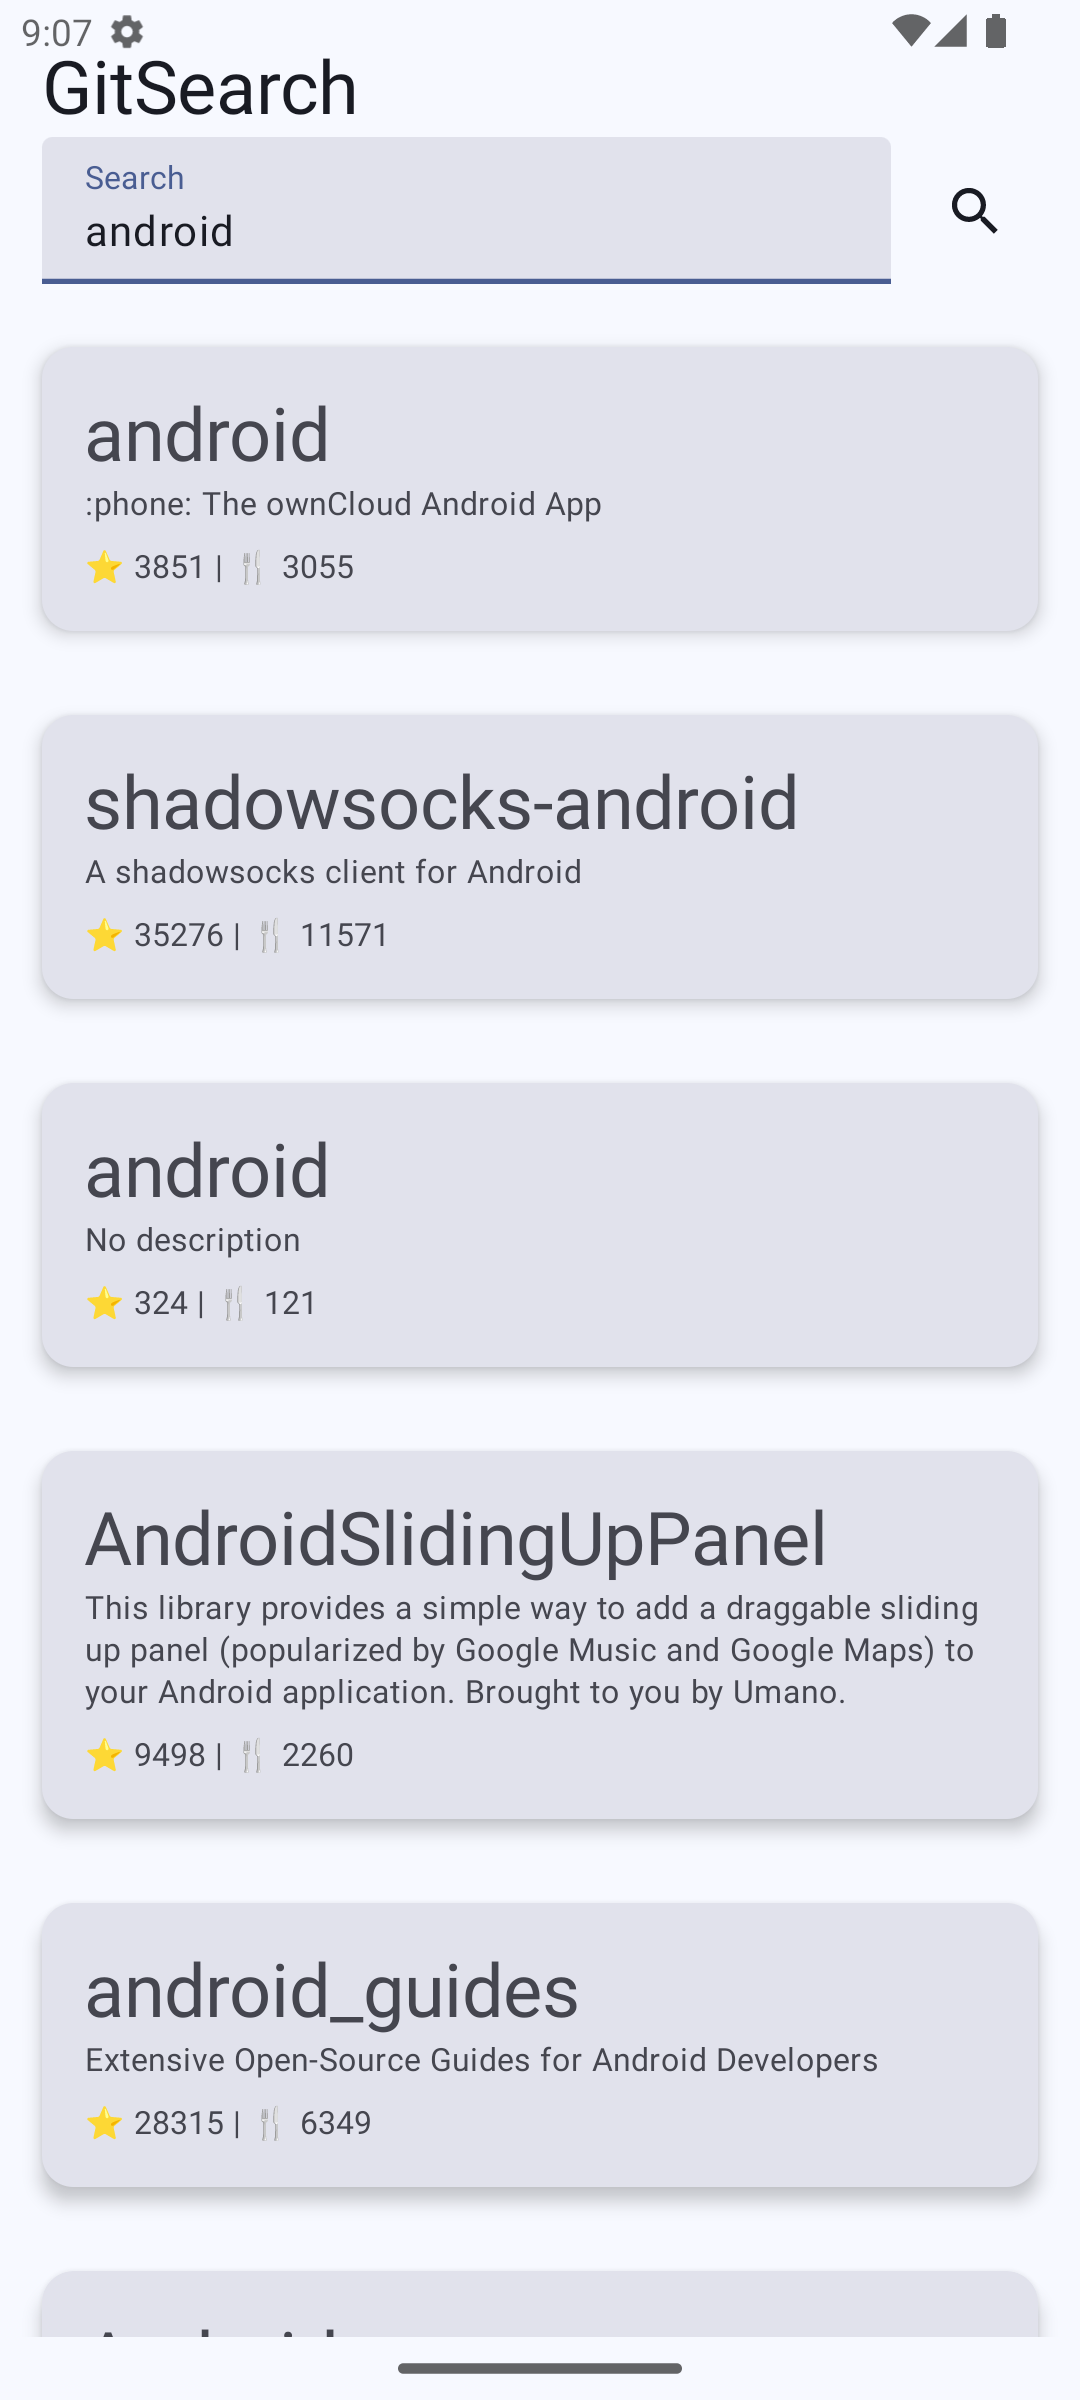 9:07
GitSearch
Search
android
android
:phone: The ownCloud Android App
⭐ 3851 | 🍴 3055
shadowsocks-android
A shadowsocks client for Android
⭐ 35276 | 🍴 11571
android
No description
⭐ 324 | 🍴 121
AndroidSlidingUpPanel
This library provides a simple way to add a draggable sliding
up panel (popularized by Google Music and Google Maps) to
your Android application. Brought to you by Umano.
⭐ 9498 | 🍴 2260
android_guides
Extensive Open-Source Guides for Android Developers
⭐ 28315 | 🍴 6349